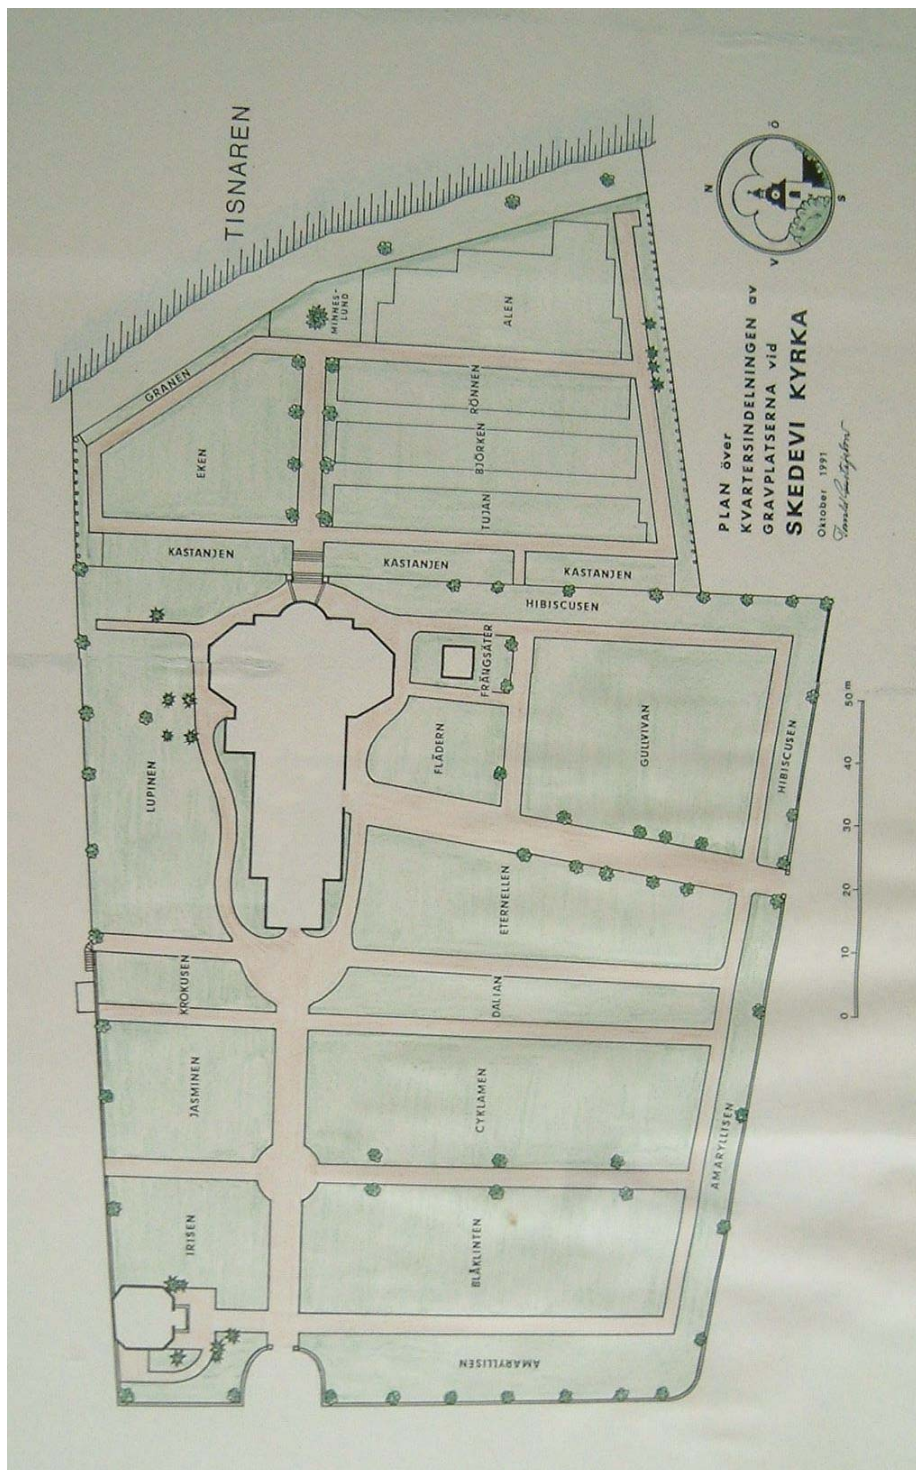 TISNAREN
N
Ö
S
V
PLAN över
KVARTERSINDELNINGEN av
GRAVPLATSERNA vid
SKEDEVI KYRKA
Oktober 1991
GRANEN
MINNES-
LUND
ALEN
EKEN
RÖNNEN
BJÖRKEN
TUJAN
KASTANJEN
KASTANJEN
KASTANJEN
HIBISCUSEN
FRÄNGSÄTER
LUPINEN
FLÄDERN
GULLVIVAN
HIBISCUSEN
ETERNELLEN
KROKUSEN
DALIAN
JASMINEN
CYKLAMEN
AMARYLLISEN
IRISEN
BLÅKLINTEN
AMARYLLISEN
0 10 20 30 40 50 m